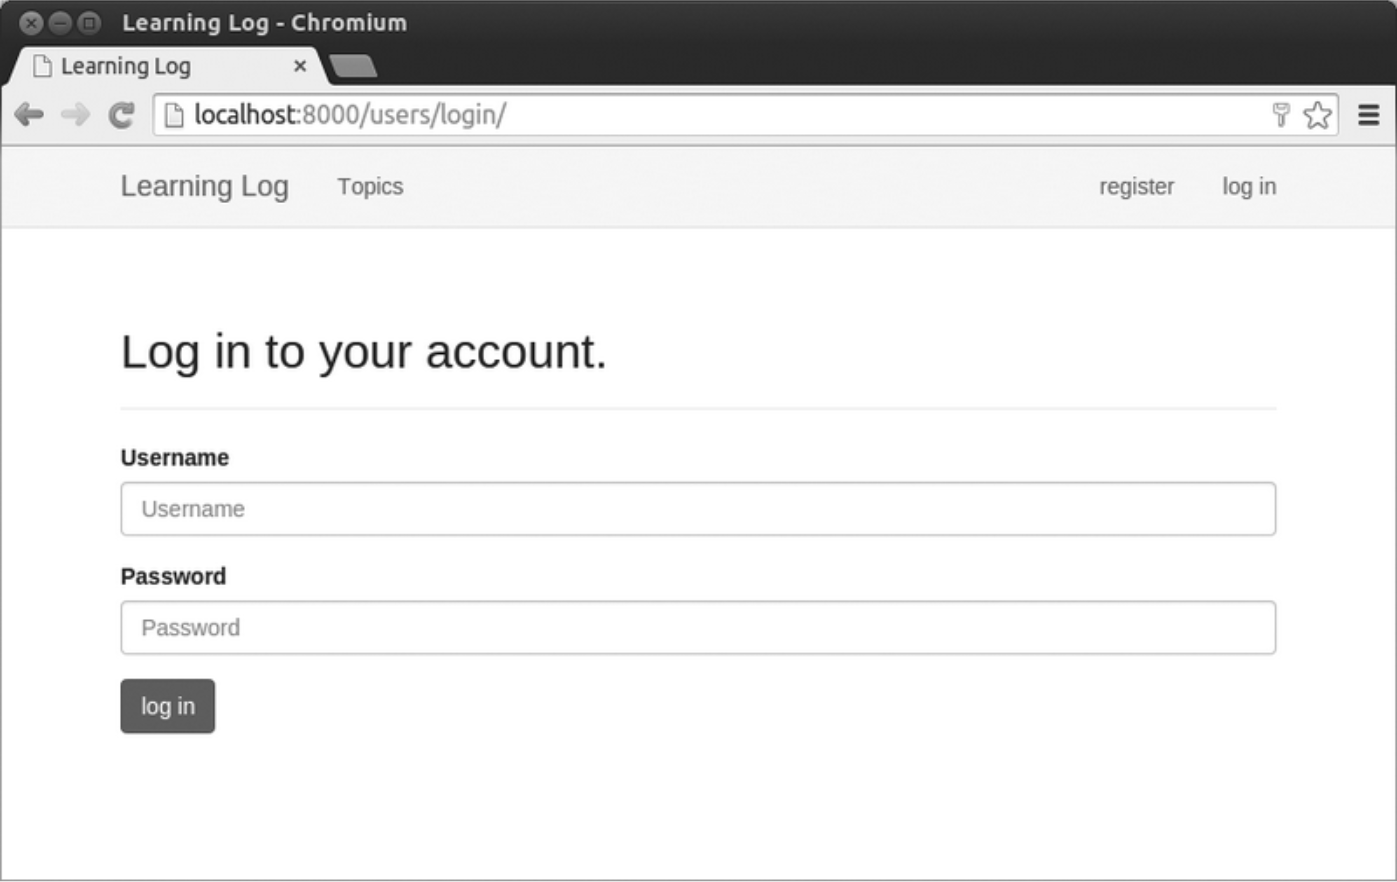 Learning Log - Chromium
Learning Log
localhost:8000/users/login/
Learning Log Topics register log in
Log in to your account.
Username
Username
Password
Password
log in